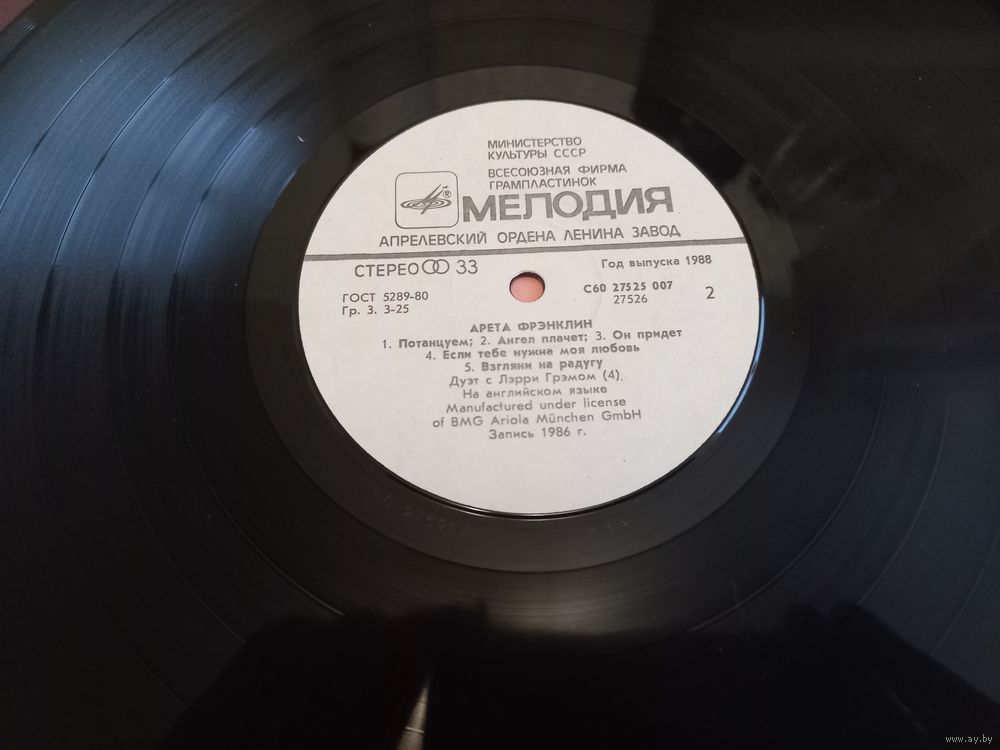 МИНИСТЕРСТВО
КУЛЬТУРЫ СССР
ВСЕСОЮЗНАЯ ФИРМА
ГРАМПЛАСТИНОК
®
МЕЛОДИЯ
АПРЕЛЕВСКИЙ ОРДЕНА ЛЕНИНА ЗАВОД
СТЕРЕО 33
Год выпуска 1988
ГОСТ 5289-80
Гр. 3. 3-25
С60 27525 007
27526
2
АРЕТА ФРЭНКЛИН
1. Потанцуем; 2. Ангел плачет; 3. Он придет
4. Если тебе нужна моя любовь
5. Взгляни на радугу
Дуэт с Лэрри Грэмом (4).
На английском языке
Manufactured under license
of BMG Ariola München GmbH
Запись 1986 г.
www.ay.by